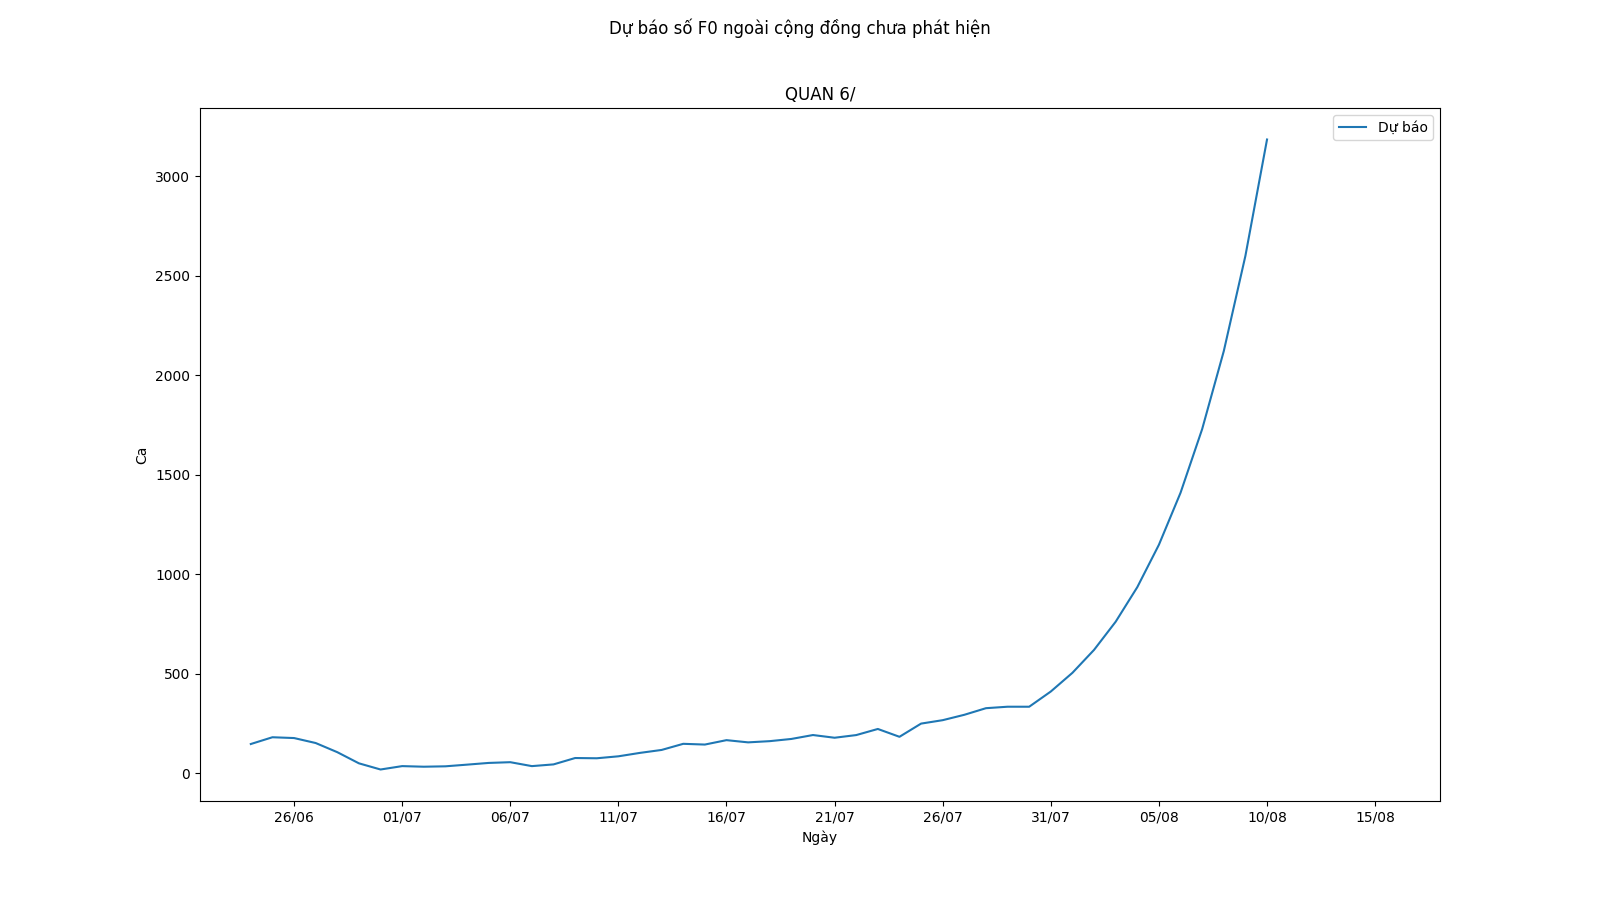 Dự báo số F0 ngoài cộng đồng chưa phát hiện
QUAN 6/
Dự báo
3000
2500
2000
1500
1000
500
0
Ca
26/06 01/07 06/07 11/07 16/07 21/07 26/07 31/07 05/08 10/08 15/08
Ngày